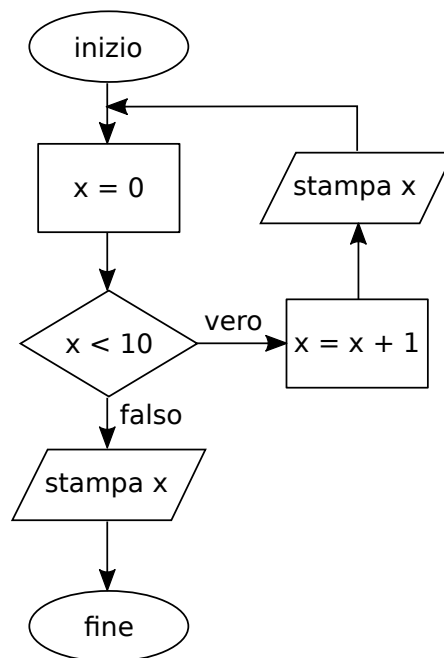 inizio
x = 0
stampa x
x < 10
vero
x = x + 1
falso
stampa x
fine